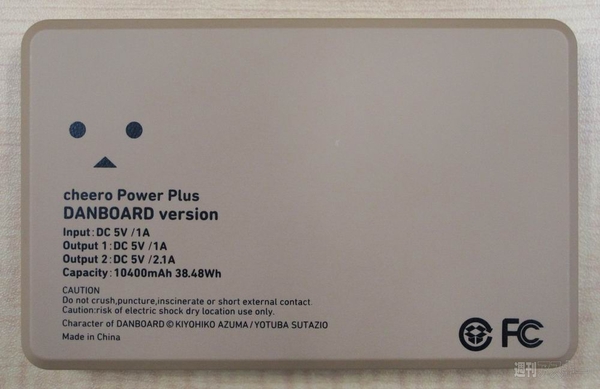 cheero Power Plus
DANBOARD version
Input : DC 5V /1A
Output 1 : DC 5V /1A
Output 2 : DC 5V /2.1A
Capacity : 10400mAh 38.48Wh
CAUTION
Do not crush,puncture,inscinerate or short external contact.
Caution:risk of electric shock dry location use only.
Character of DANBOARD © KIYOHIKO AZUMA / YOTUBA SUTAZIO
Made in China
FC
週刊